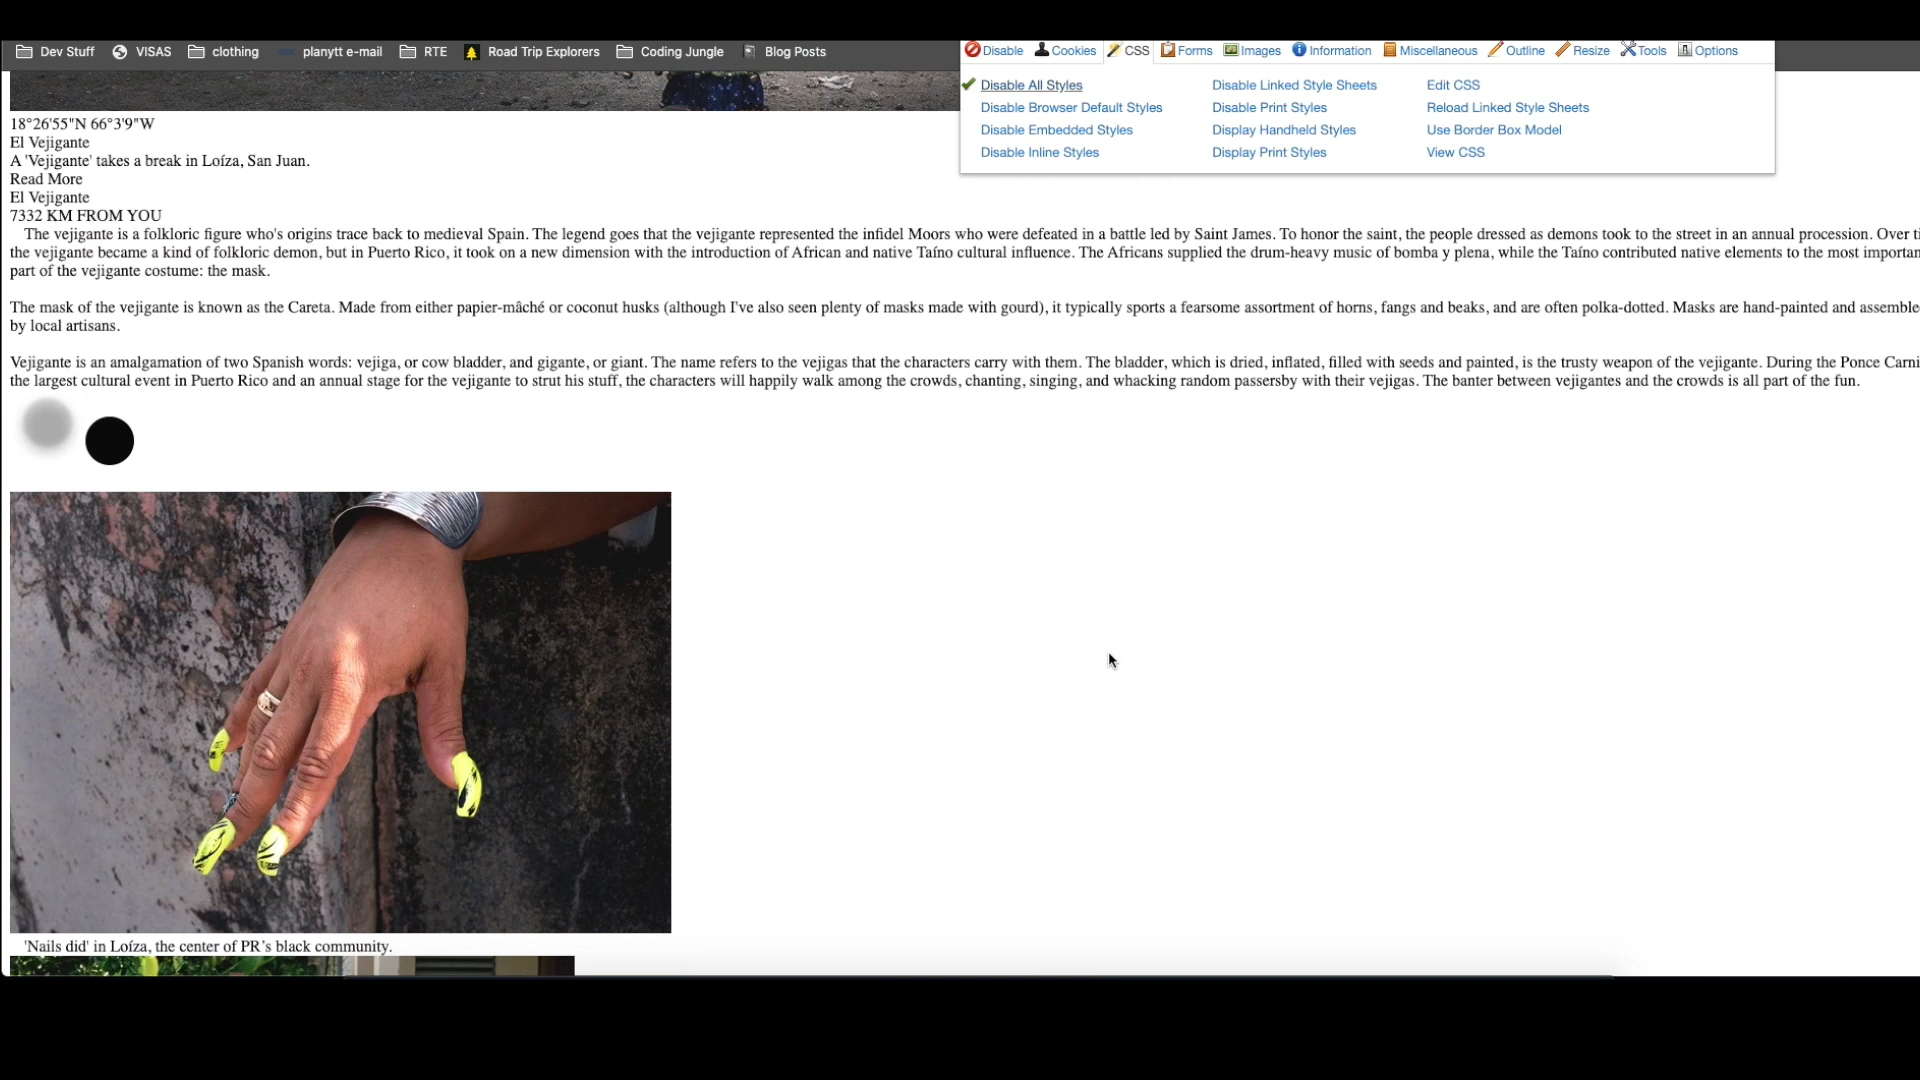 Dev Stuff VISAS clothing planytt e-mail RTE Road Trip Explorers Coding Jungle Blog Posts
Disable Cookies CSS Forms Images Information Miscellaneous Outline Resize Tools Options
Disable All Styles Disable Linked Style Sheets Edit CSS
Disable Browser Default Styles Disable Print Styles Reload Linked Style Sheets
Disable Embedded Styles Display Handheld Styles Use Border Box Model
Disable Inline Styles Display Print Styles View CSS
18°26'55"N 66°3'9"W
El Vejigante
A 'Vejigante' takes a break in Loíza, San Juan.
Read More
El Vejigante
7332 KM FROM YOU
The vejigante is a folkloric figure who's origins trace back to medieval Spain. The legend goes that the vejigante represented the infidel Moors who were defeated in a battle led by Saint James. To honor the saint, the people dressed as demons took to the street in an annual procession. Over ti
the vejigante became a kind of folkloric demon, but in Puerto Rico, it took on a new dimension with the introduction of African and native Taíno cultural influence. The Africans supplied the drum-heavy music of bomba y plena, while the Taíno contributed native elements to the most importan
part of the vejigante costume: the mask.
The mask of the vejigante is known as the Careta. Made from either papier-mâché or coconut husks (although I've also seen plenty of masks made with gourd), it typically sports a fearsome assortment of horns, fangs and beaks, and are often polka-dotted. Masks are hand-painted and assemble
by local artisans.
Vejigante is an amalgamation of two Spanish words: vejiga, or cow bladder, and gigante, or giant. The name refers to the vejigas that the characters carry with them. The bladder, which is dried, inflated, filled with seeds and painted, is the trusty weapon of the vejigante. During the Ponce Carni
the largest cultural event in Puerto Rico and an annual stage for the vejigante to strut his stuff, the characters will happily walk among the crowds, chanting, singing, and whacking random passersby with their vejigas. The banter between vejigantes and the crowds is all part of the fun.
'Nails did' in Loíza, the center of PR’s black community.